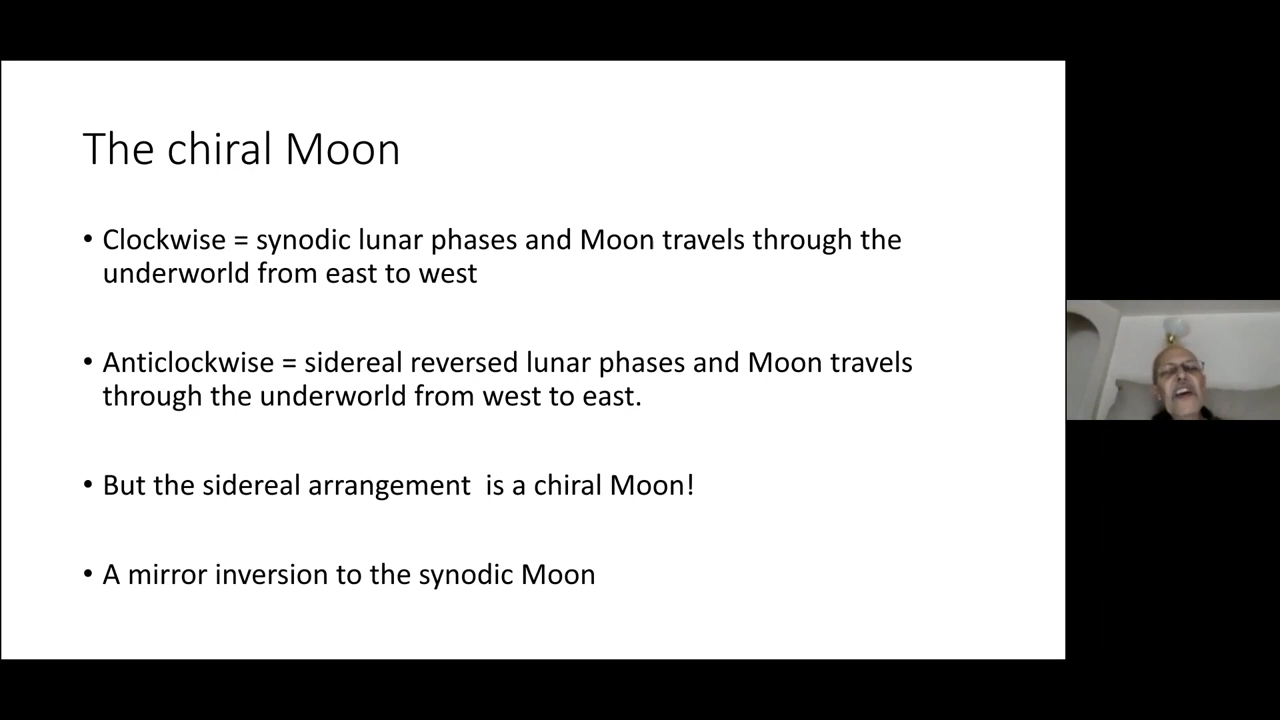 The chiral Moon
• Clockwise = synodic lunar phases and Moon travels through the
underworld from east to west
• Anticlockwise = sidereal reversed lunar phases and Moon travels
through the underworld from west to east.
• But the sidereal arrangement  is a chiral Moon!
• A mirror inversion to the synodic Moon